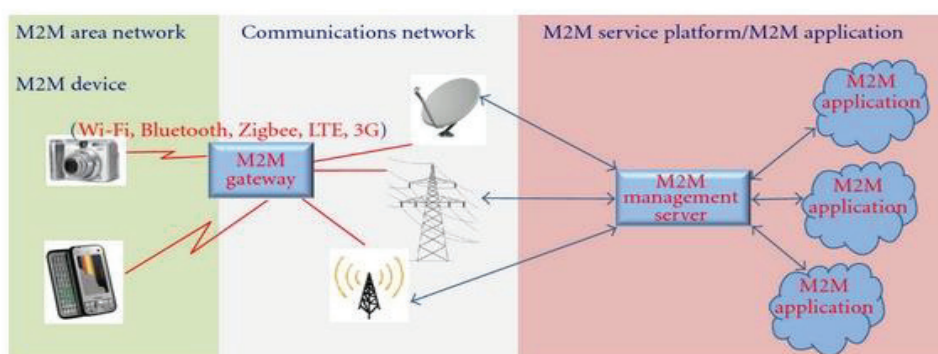 M2M area network
Communications network
M2M service platform/M2M application
M2M device
(Wi-Fi, Bluetooth, Zigbee, LTE, 3G)
M2M
gateway
M2M
management
server
M2M
application
M2M
application
M2M
application